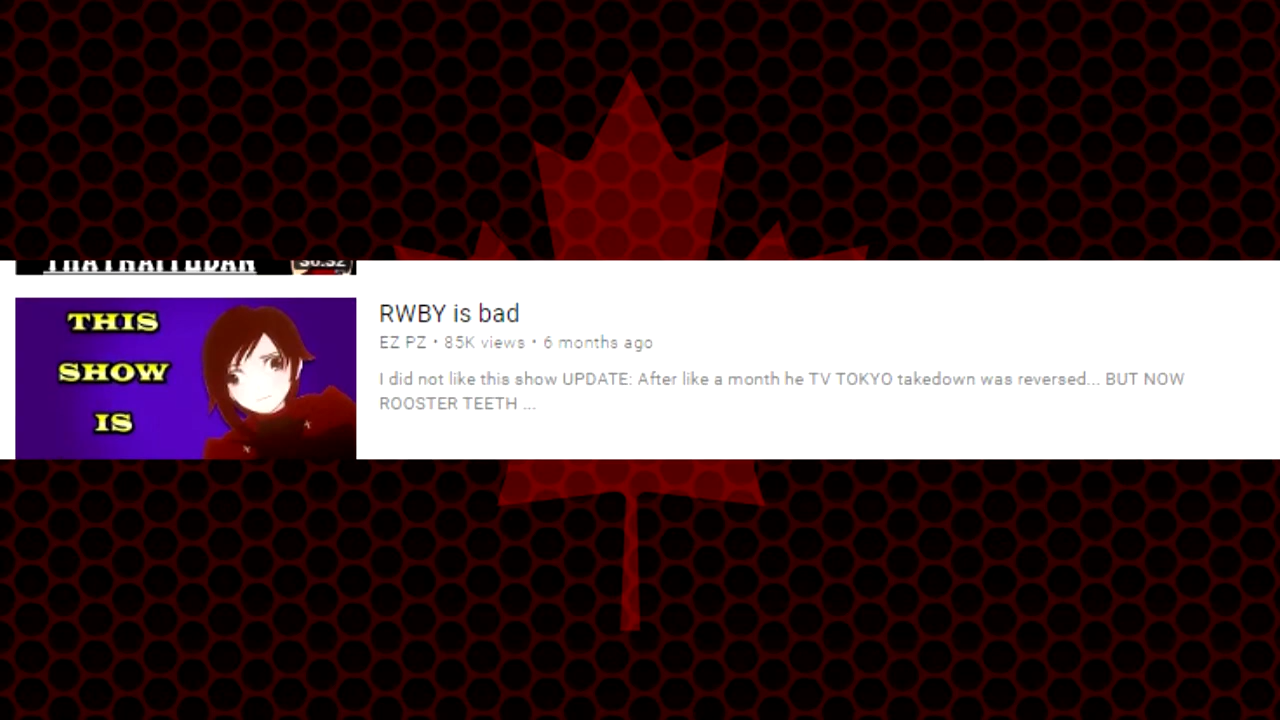 THIS
SHOW
IS
RWBY is bad
EZ PZ • 85K views • 6 months ago
I did not like this show UPDATE: After like a month he TV TOKYO takedown was reversed... BUT NOW
ROOSTER TEETH ...